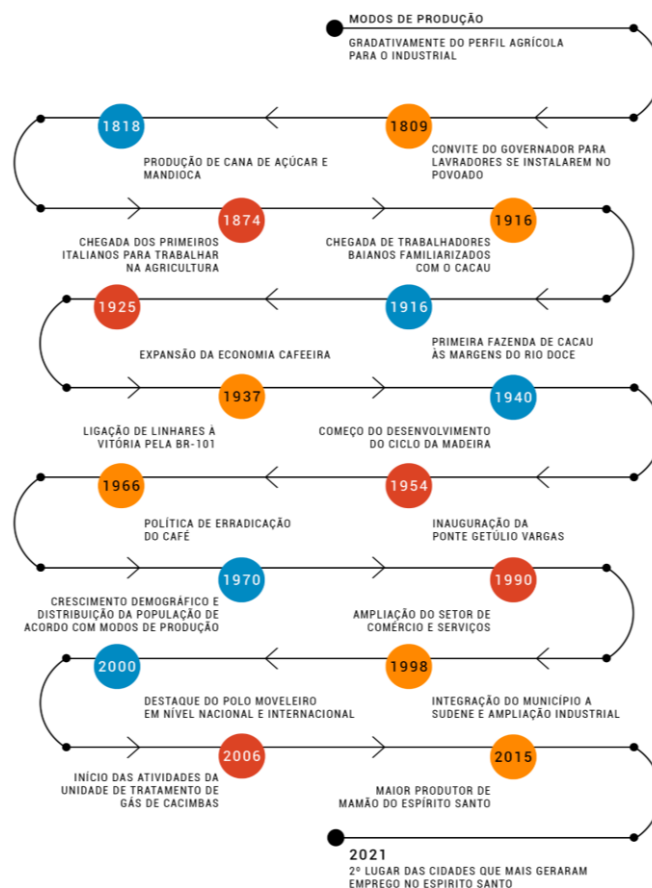 MODOS DE PRODUÇÃO
GRADATIVAMENTE DO PERFIL AGRÍCOLA
PARA O INDUSTRIAL
1809
CONVITE DO GOVERNADOR PARA
LAVRADORES SE INSTALAREM NO
POVOADO
1818
PRODUÇÃO DE CANA DE AÇÚCAR E
MANDIOCA
1874
CHEGADA DOS PRIMEIROS
ITALIANOS PARA TRABALHAR
NA AGRICULTURA
1916
CHEGADA DE TRABALHADORES
BAIANOS FAMILIARIZADOS
COM O CACAU
1916
PRIMEIRA FAZENDA DE CACAU
ÀS MARGENS DO RIO DOCE
1925
EXPANSÃO DA ECONOMIA CAFEEIRA
1937
LIGAÇÃO DE LINHARES À
VITÓRIA PELA BR-101
1940
COMEÇO DO DESENVOLVIMENTO
DO CICLO DA MADEIRA
1954
INAUGURAÇÃO DA
PONTE GETÚLIO VARGAS
1966
POLÍTICA DE ERRADICAÇÃO
DO CAFÉ
1970
CRESCIMENTO DEMOGRÁFICO E
DISTRIBUIÇÃO DA POPULAÇÃO DE
ACORDO COM MODOS DE PRODUÇÃO
1990
AMPLIAÇÃO DO SETOR DE
COMÉRCIO E SERVIÇOS
1998
INTEGRAÇÃO DO MUNICÍPIO A
SUDENE E AMPLIAÇÃO INDUSTRIAL
2000
DESTAQUE DO POLO MOVELEIRO
EM NÍVEL NACIONAL E INTERNACIONAL
2006
INÍCIO DAS ATIVIDADES DA
UNIDADE DE TRATAMENTO DE
GÁS DE CACIMBAS
2015
MAIOR PRODUTOR DE
MAMÃO DO ESPÍRITO SANTO
2021
2º LUGAR DAS CIDADES QUE MAIS GERARAM
EMPREGO NO ESPIRITO SANTO